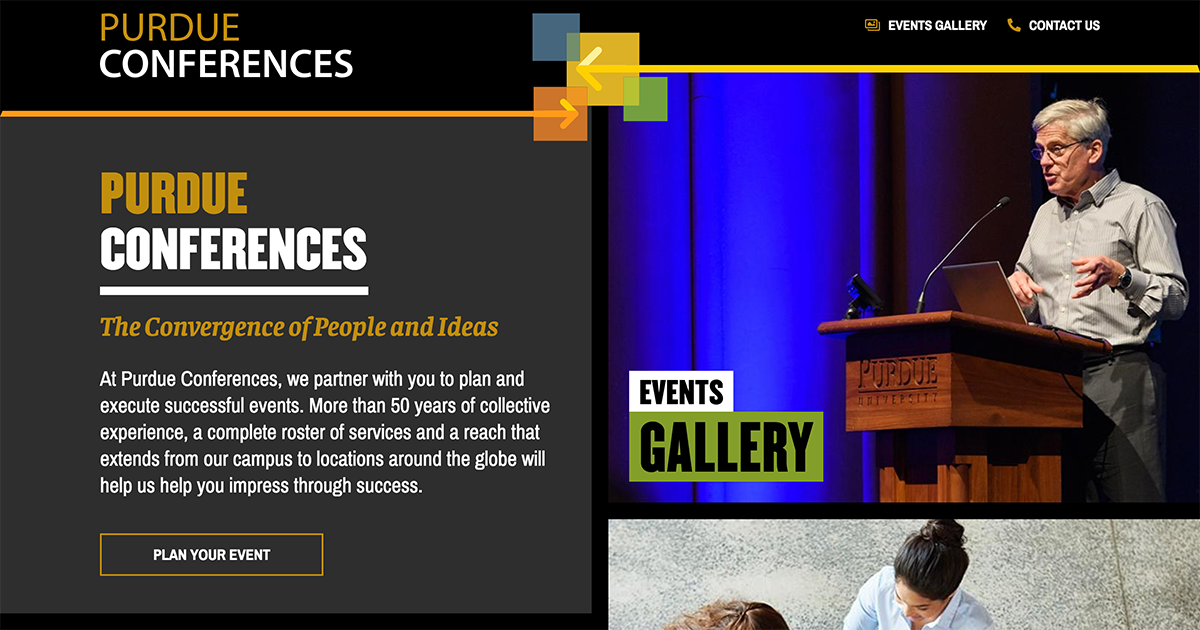 PURDUE
CONFERENCES
EVENTS GALLERY
CONTACT US
PURDUE
CONFERENCES
The Convergence of People and Ideas
At Purdue Conferences, we partner with you to plan and
execute successful events. More than 50 years of collective
experience, a complete roster of services and a reach that
extends from our campus to locations around the globe will
help us help you impress through success.
PLAN YOUR EVENT
PURDUE
UNIVERSITY
EVENTS
GALLERY